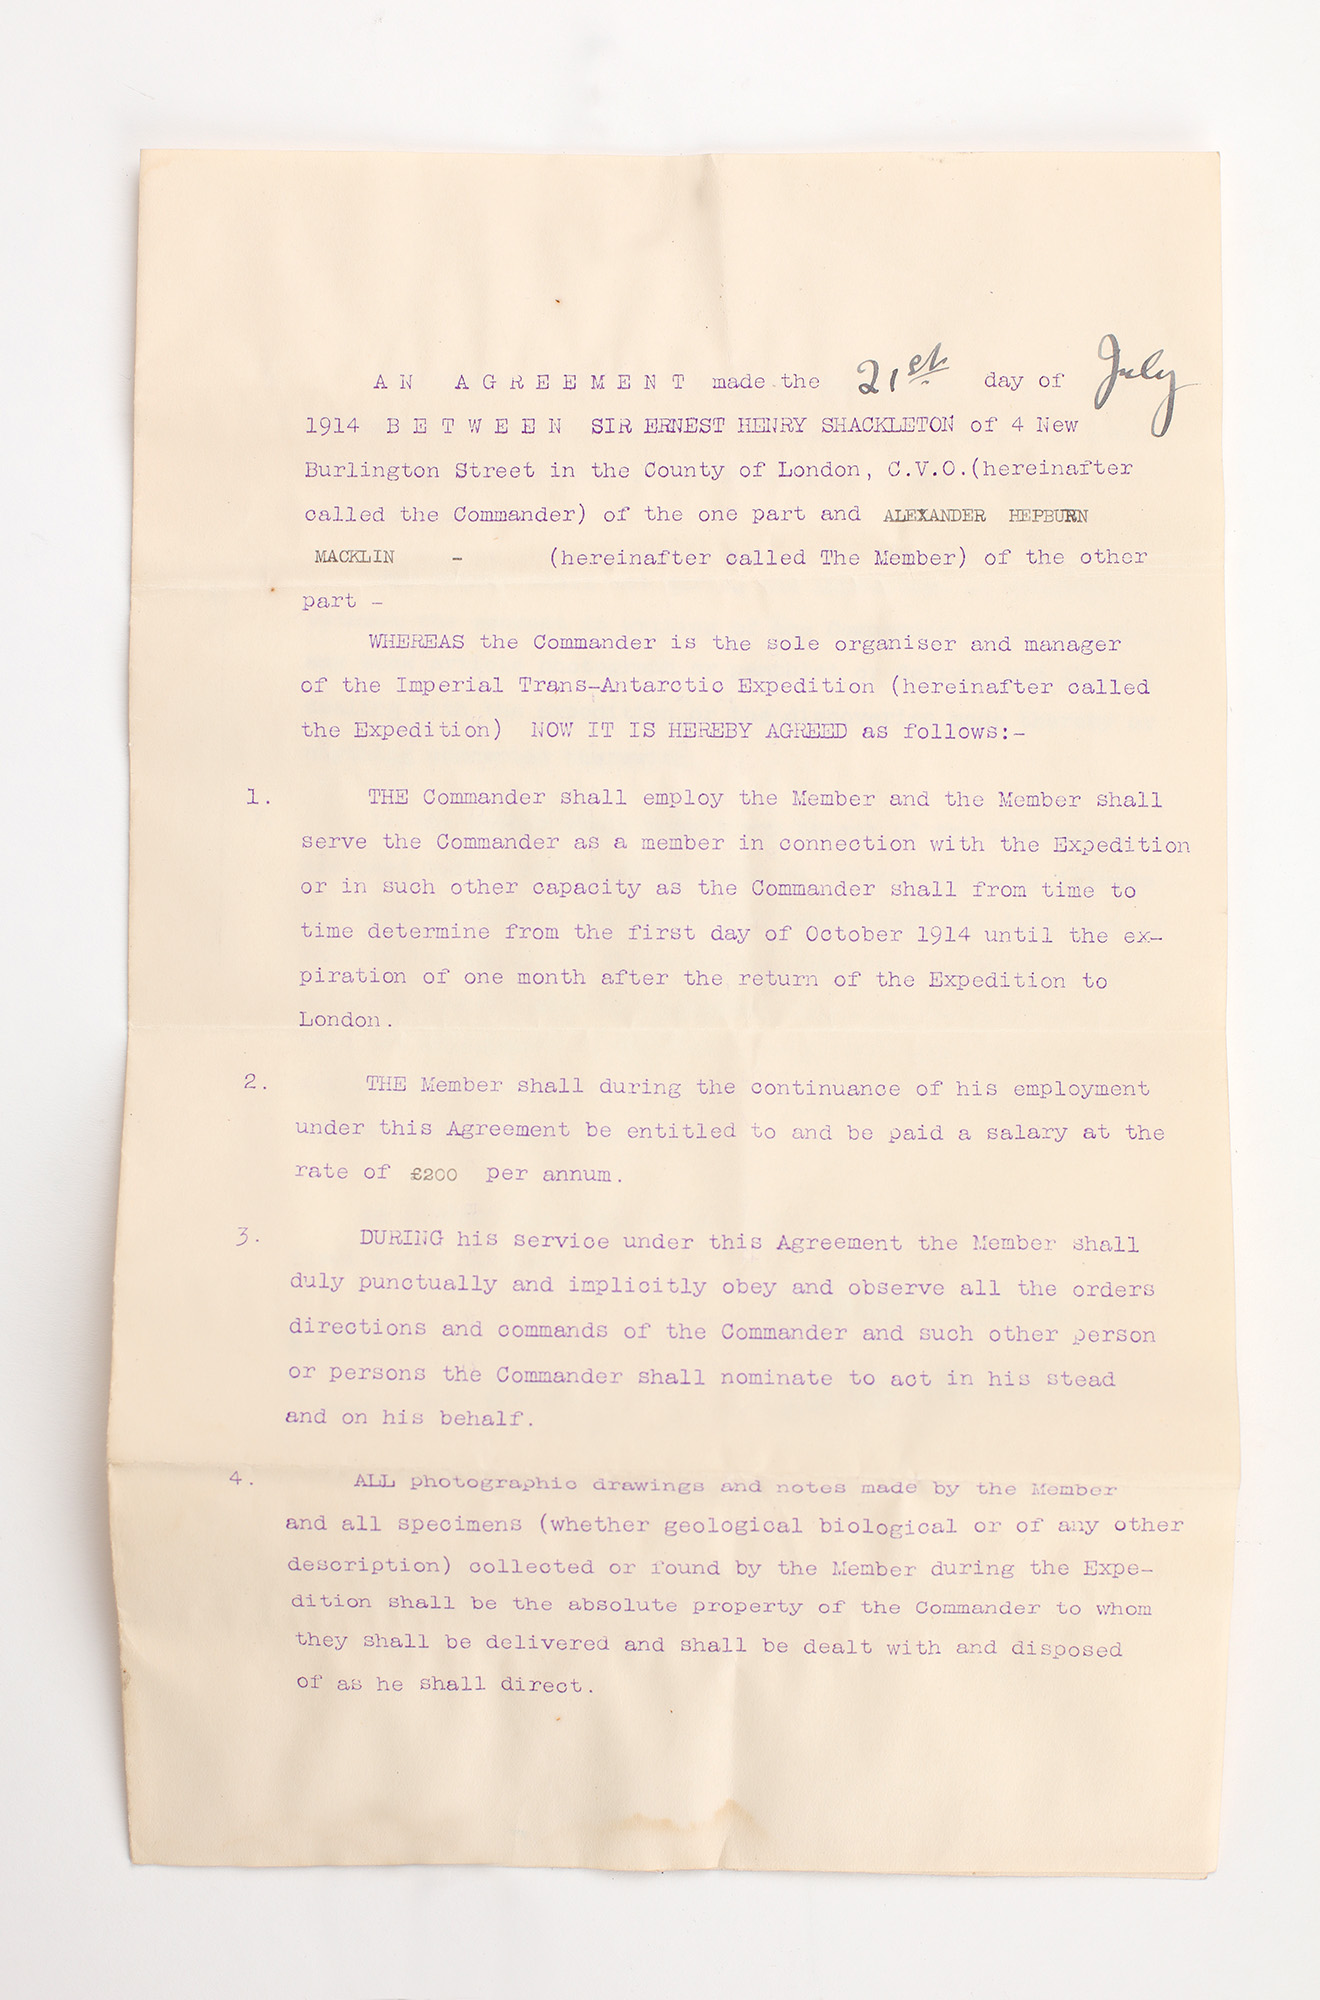 A N   A G R E E M E N T  made the 21st day of July
1914  B E T W E E N  SIR ERNEST HENRY SHACKLETON of 4 New
Burlington Street in the County of London, C.V.O.(hereinafter
called the Commander) of the one part and ALEXANDER HEPBURN
MACKLIN - (hereinafter called The Member) of the other
part -
WHEREAS the Commander is the sole organiser and manager
of the Imperial Trans-Antarctic Expedition (hereinafter called
the Expedition) NOW IT IS HEREBY AGREED as follows:-
1. THE Commander shall employ the Member and the Member shall
serve the Commander as a member in connection with the Expedition
or in such other capacity as the Commander shall from time to
time determine from the first day of October 1914 until the ex-
piration of one month after the return of the Expedition to
London.
2. THE Member shall during the continuance of his employment
under this Agreement be entitled to and be paid a salary at the
rate of £200 per annum.
3. DURING his service under this Agreement the Member shall
duly punctually and implicitly obey and observe all the orders
directions and commands of the Commander and such other person
or persons the Commander shall nominate to act in his stead
and on his behalf.
4. ALL photographic drawings and notes made by the Member
and all specimens (whether geological biological or of any other
description) collected or found by the Member during the Expe-
dition shall be the absolute property of the Commander to whom
they shall be delivered and shall be dealt with and disposed
of as he shall direct.